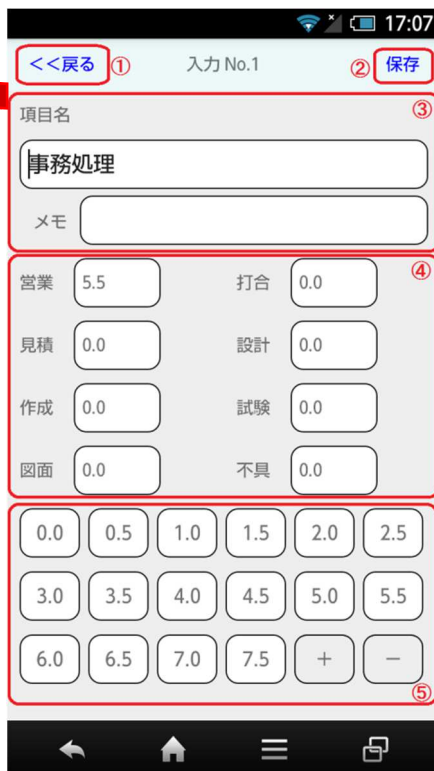 17:07
<<戻る ① 入力 No.1 ② 保存
③
項目名
事務処理
メモ
④
営業 5.5 打合 0.0
見積 0.0 設計 0.0
作成 0.0 試験 0.0
図面 0.0 不具 0.0
0.0 0.5 1.0 1.5 2.0 2.5
3.0 3.5 4.0 4.5 5.0 5.5
6.0 6.5 7.0 7.5 + −
⑤